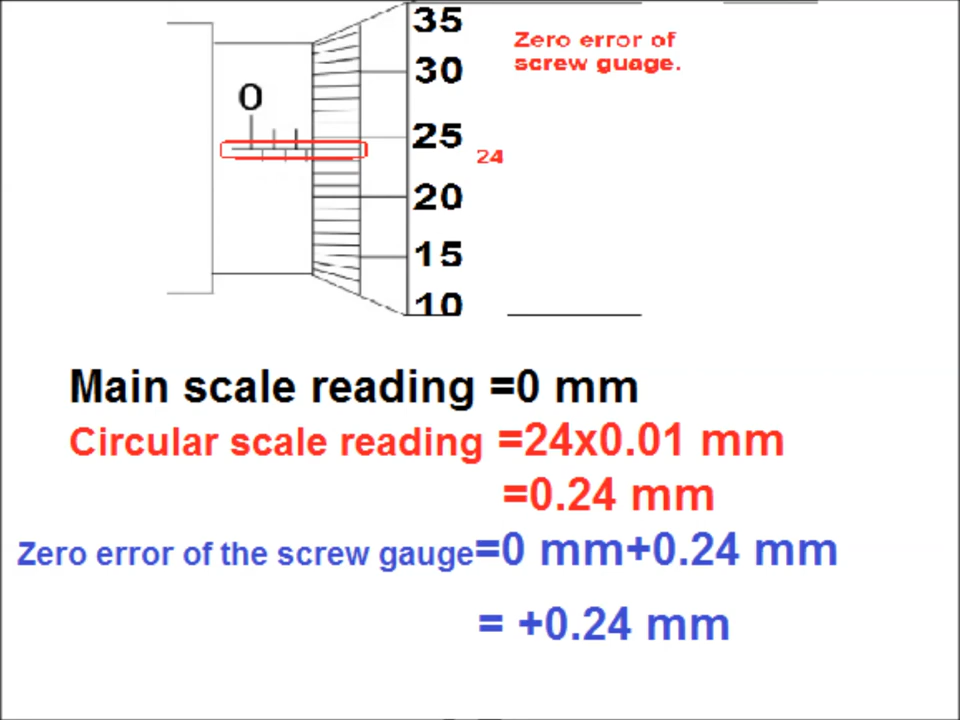 35
Zero error of
screw guage.
30
0
25
24
20
15
10
Main scale reading =0 mm
Circular scale reading =24x0.01 mm
=0.24 mm
Zero error of the screw gauge=0 mm+0.24 mm
= +0.24 mm